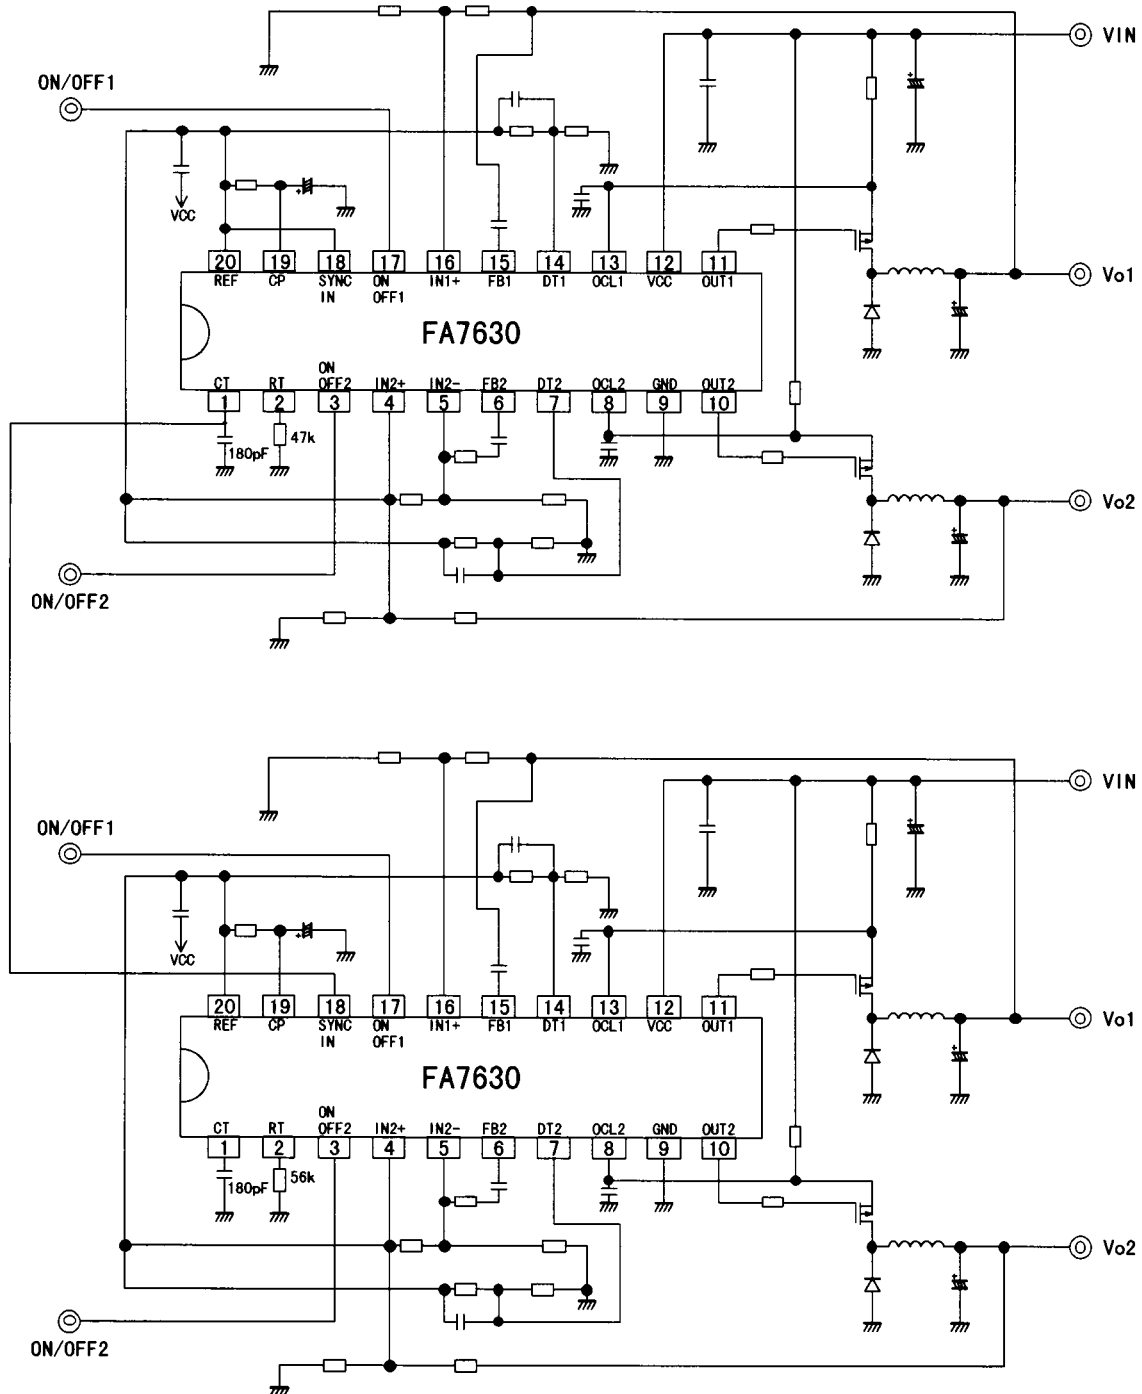 VIN
ON/OFF1
VCC
20 19 18 17 16 15 14 13 12 11
REF CP SYNC IN ON OFF1 IN1+ FB1 DT1 OCL1 VCC OUT1
Vo1
FA7630
CT RT ON OFF2 IN2+ IN2- FB2 DT2 OCL2 GND OUT2
1 2 3 4 5 6 7 8 9 10
47k
180pF
Vo2
ON/OFF2
VIN
ON/OFF1
VCC
20 19 18 17 16 15 14 13 12 11
REF CP SYNC IN ON OFF1 IN1+ FB1 DT1 OCL1 VCC OUT1
Vo1
FA7630
CT RT ON OFF2 IN2+ IN2- FB2 DT2 OCL2 GND OUT2
1 2 3 4 5 6 7 8 9 10
56k
180pF
Vo2
ON/OFF2